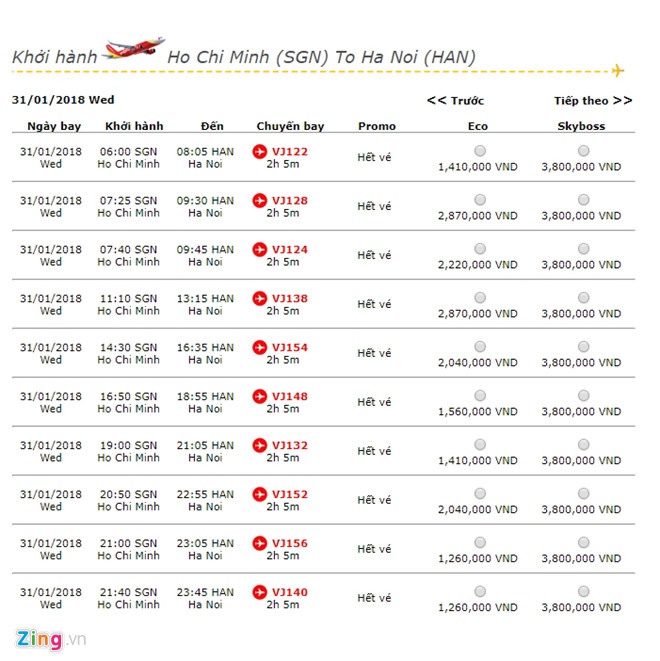 Khởi hành Ho Chi Minh (SGN) To Ha Noi (HAN)
31/01/2018 Wed << Trước Tiếp theo >>
Ngày bay Khởi hành Đến Chuyến bay Promo Eco Skyboss
31/01/2018 06:00 SGN 08:05 HAN VJ122 Hết vé
Wed Ho Chi Minh Ha Noi 2h 5m 1,410,000 VND 3,800,000 VND
31/01/2018 07:25 SGN 09:30 HAN VJ128 Hết vé
Wed Ho Chi Minh Ha Noi 2h 5m 2,870,000 VND 3,800,000 VND
31/01/2018 07:40 SGN 09:45 HAN VJ124 Hết vé
Wed Ho Chi Minh Ha Noi 2h 5m 2,220,000 VND 3,800,000 VND
31/01/2018 11:10 SGN 13:15 HAN VJ138 Hết vé
Wed Ho Chi Minh Ha Noi 2h 5m 2,870,000 VND 3,800,000 VND
31/01/2018 14:30 SGN 16:35 HAN VJ154 Hết vé
Wed Ho Chi Minh Ha Noi 2h 5m 2,040,000 VND 3,800,000 VND
31/01/2018 16:50 SGN 18:55 HAN VJ148 Hết vé
Wed Ho Chi Minh Ha Noi 2h 5m 1,560,000 VND 3,800,000 VND
31/01/2018 19:00 SGN 21:05 HAN VJ132 Hết vé
Wed Ho Chi Minh Ha Noi 2h 5m 1,410,000 VND 3,800,000 VND
31/01/2018 20:50 SGN 22:55 HAN VJ152 Hết vé
Wed Ho Chi Minh Ha Noi 2h 5m 2,040,000 VND 3,800,000 VND
31/01/2018 21:00 SGN 23:05 HAN VJ156 Hết vé
Wed Ho Chi Minh Ha Noi 2h 5m 1,260,000 VND 3,800,000 VND
31/01/2018 21:40 SGN 23:45 HAN VJ140 Hết vé
Wed Ho Chi Minh Ha Noi 2h 5m 1,260,000 VND 3,800,000 VND
Zing.vn